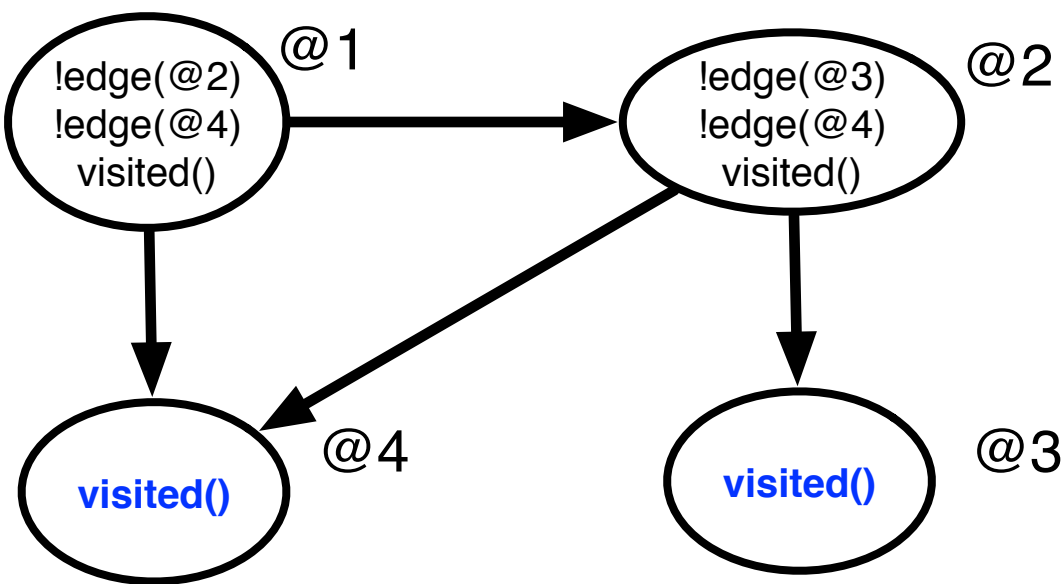 !edge(@2)
!edge(@4)
visited()
@1
!edge(@3)
!edge(@4)
visited()
@2
visited()
@4
visited()
@3